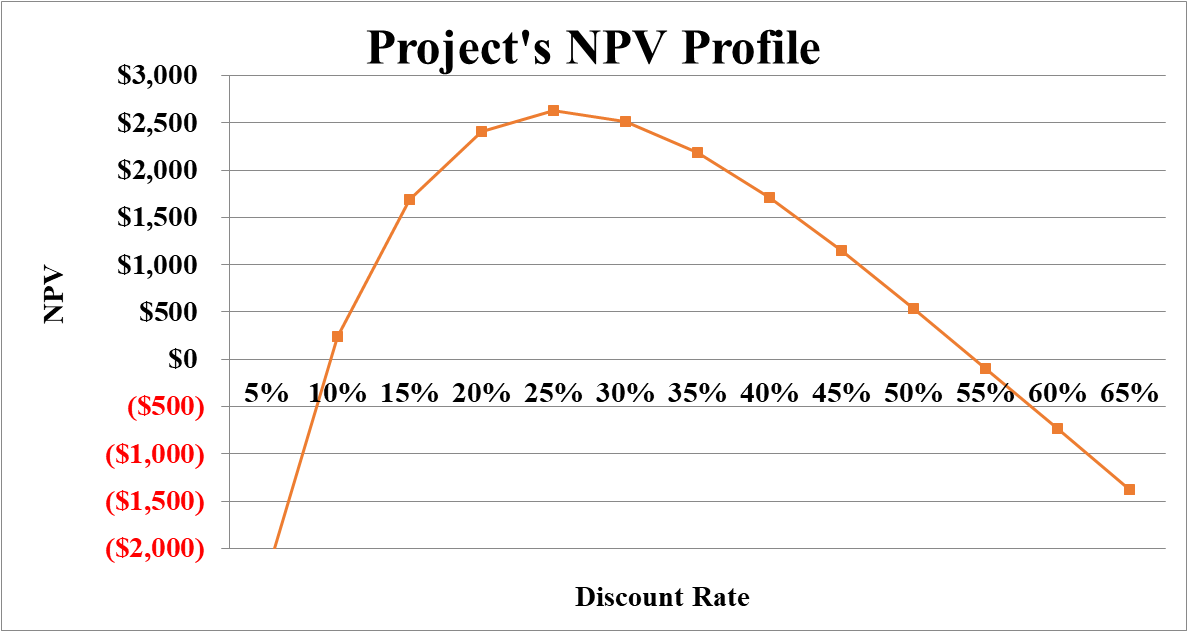 Project's NPV Profile
$3,000
$2,500
$2,000
$1,500
$1,000
$500
$0
($500)
($1,000)
($1,500)
($2,000)
NPV
5% 10% 15% 20% 25% 30% 35% 40% 45% 50% 55% 60% 65%
Discount Rate